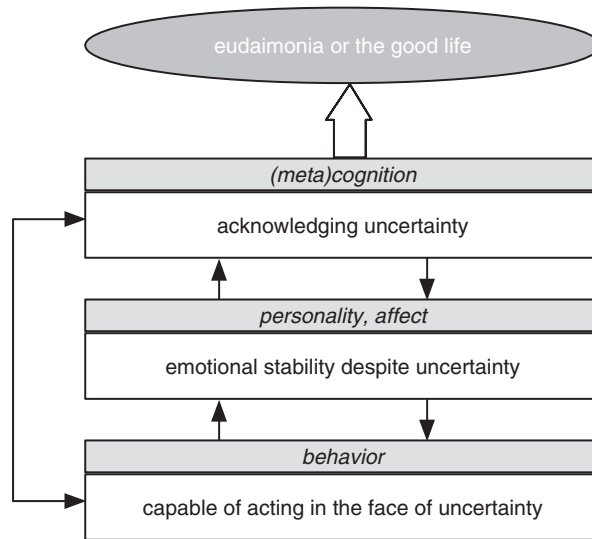 eudaimonia or the good life
(meta)cognition
acknowledging uncertainty
personality, affect
emotional stability despite uncertainty
behavior
capable of acting in the face of uncertainty